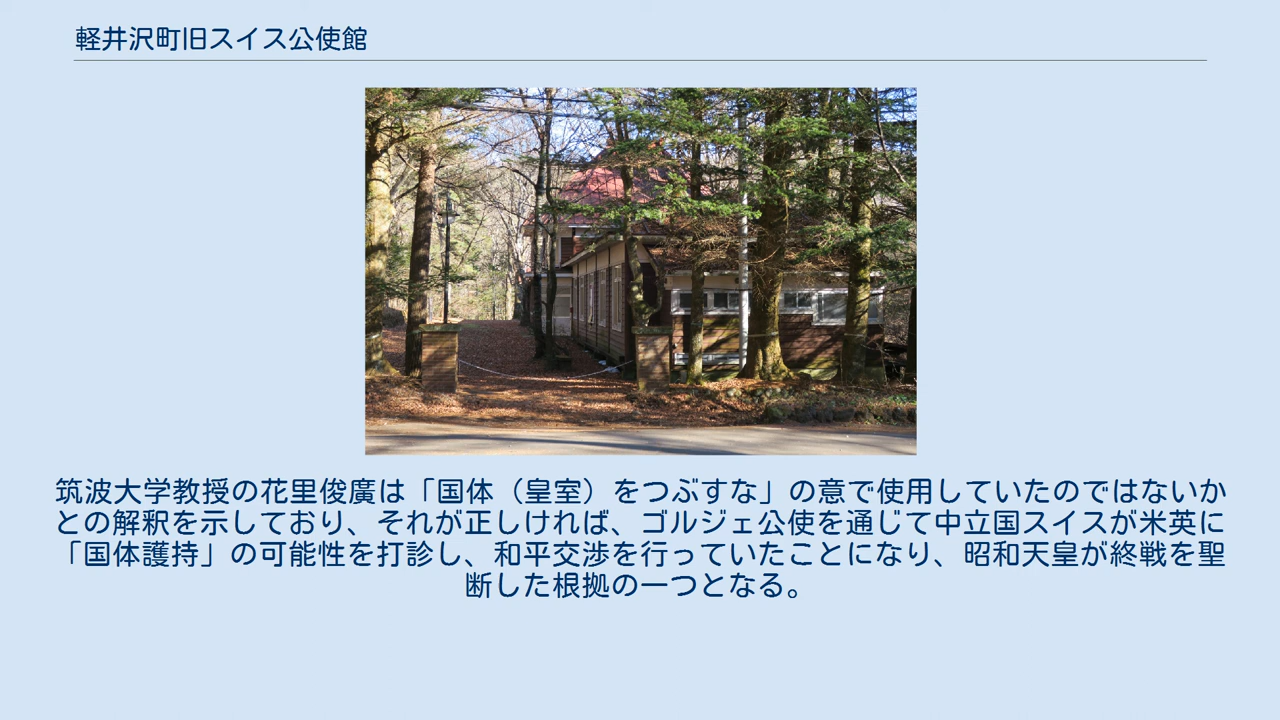 軽井沢町旧スイス公使館
筑波大学教授の花里俊廣は「国体（皇室）をつぶすな」の意で使用していたのではないか
との解釈を示しており、それが正しければ、ゴルジェ公使を通じて中立国スイスが米英に
「国体護持」の可能性を打診し、和平交渉を行っていたことになり、昭和天皇が終戦を聖
断した根拠の一つとなる。